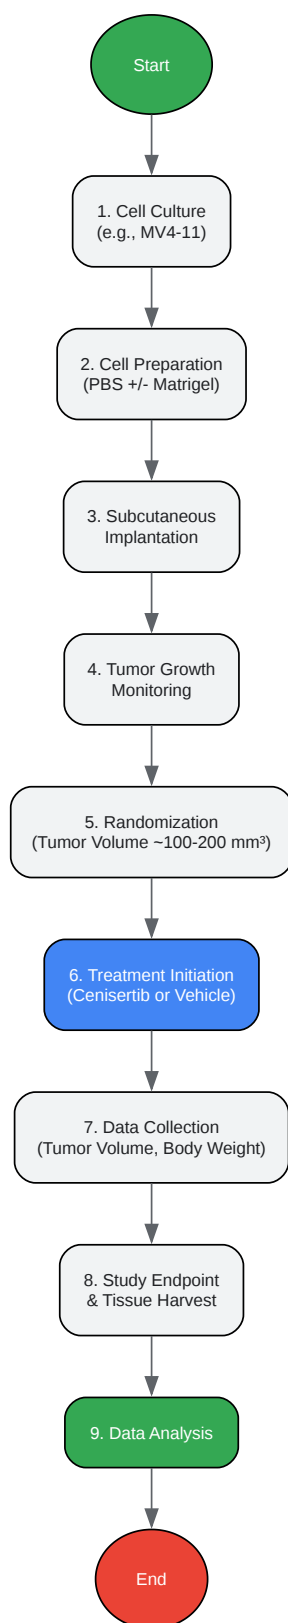 Start
1. Cell Culture
(e.g., MV4-11)
2. Cell Preparation
(PBS +/- Matrigel)
3. Subcutaneous
Implantation
4. Tumor Growth
Monitoring
5. Randomization
(Tumor Volume ~100-200 mm³)
6. Treatment Initiation
(Cenisertib or Vehicle)
7. Data Collection
(Tumor Volume, Body Weight)
8. Study Endpoint
& Tissue Harvest
9. Data Analysis
End